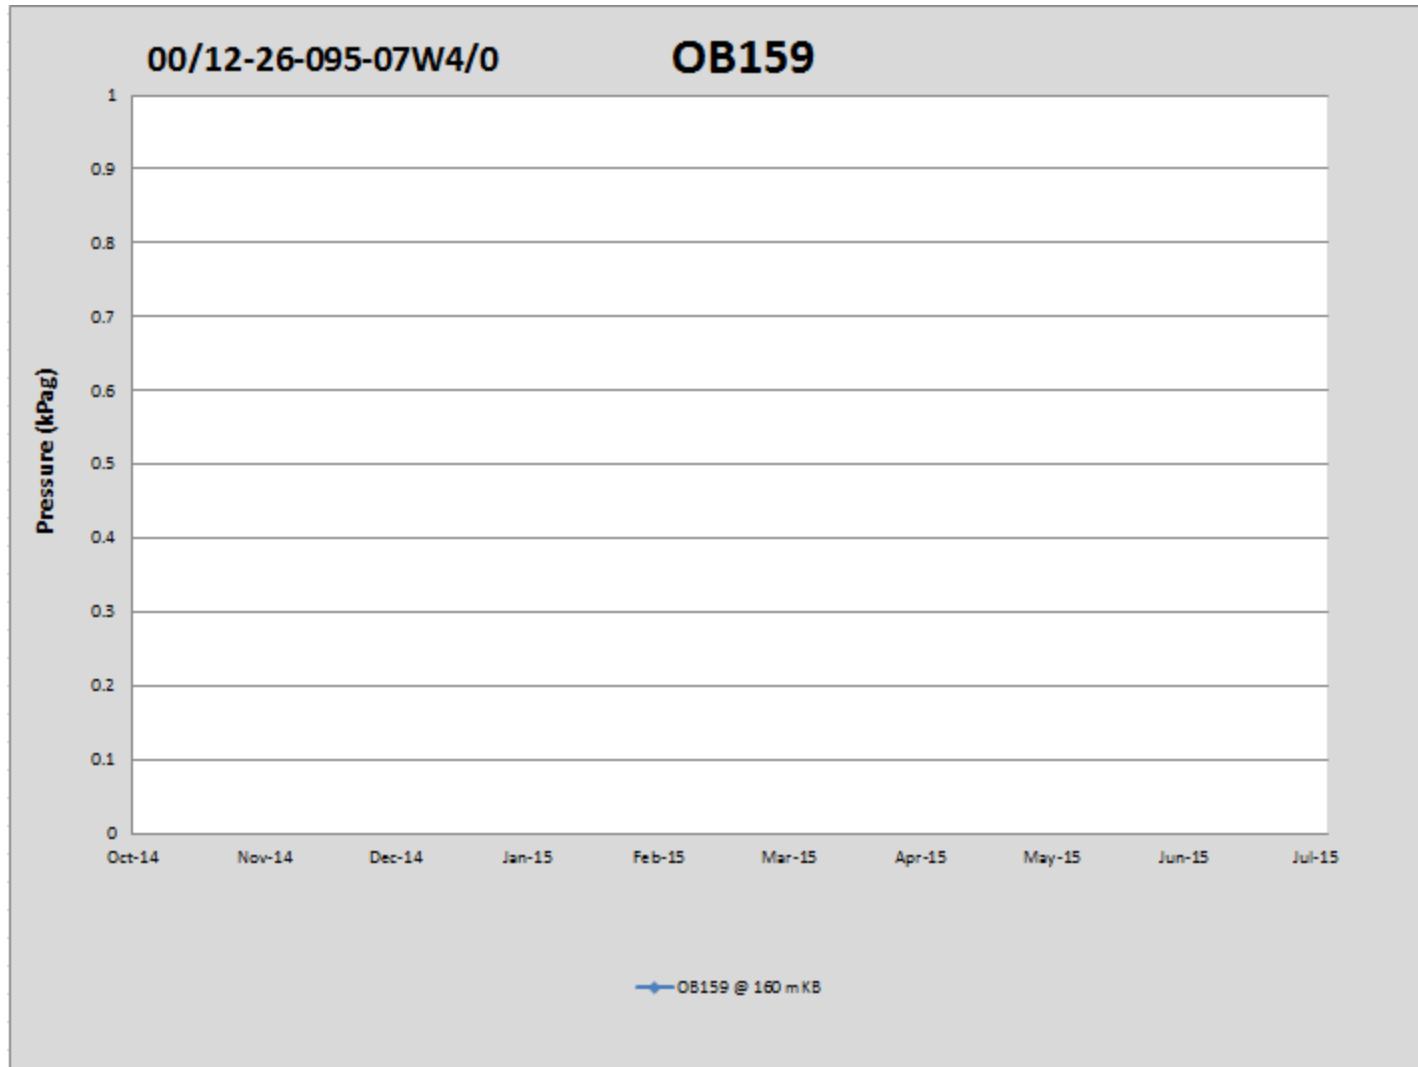 00/12-26-095-07W4/0 OB159
1
0.9
0.8
0.7
0.6
0.5
0.4
0.3
0.2
0.1
0
Pressure (kPag)
Oct-14 Nov-14 Dec-14 Jan-15 Feb-15 Mar-15 Apr-15 May-15 Jun-15 Jul-15
OB159 @ 160 mKB